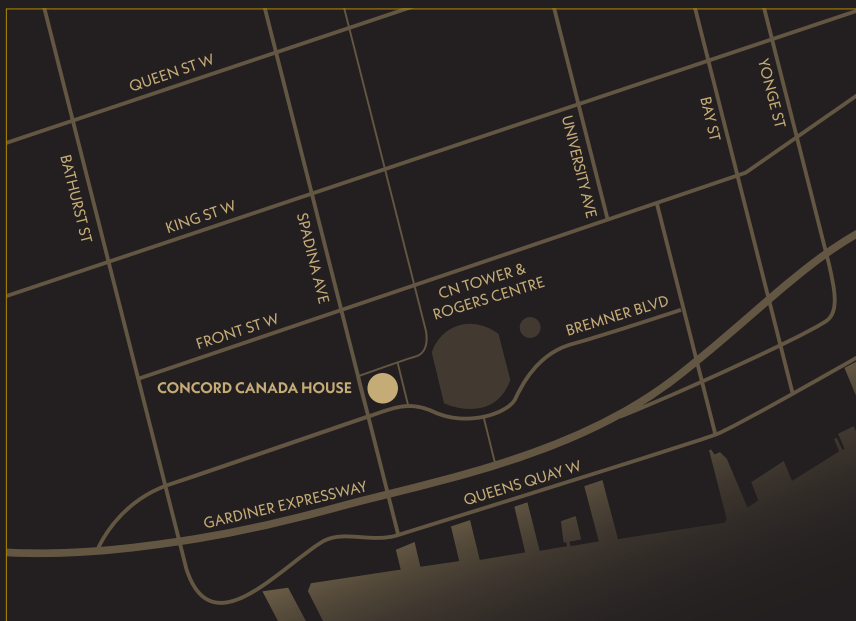 QUEEN ST W
YONGE ST
BAY ST
UNIVERSITY AVE
BATHURST ST
KING ST W
SPADINA AVE
CN TOWER &
ROGERS CENTRE
BREMNER BLVD
FRONT ST W
CONCORD CANADA HOUSE
GARDINER EXPRESSWAY
QUEENS QUAY W